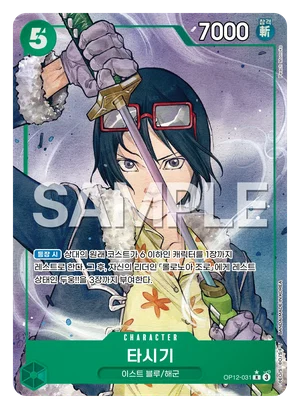 5
7000
참격
斬
SAMPLE
등장 시 상대의 원래 코스트가 6 이하인 캐릭터를 1장까지
레스트로 한다. 그 후, 자신의 리더인 「롤로노아 조로」에게 레스트
상태인 두웅!!을 3장까지 부여한다.
CHARACTER
타시기
이스트 블루/해군
OP12-031 R 3